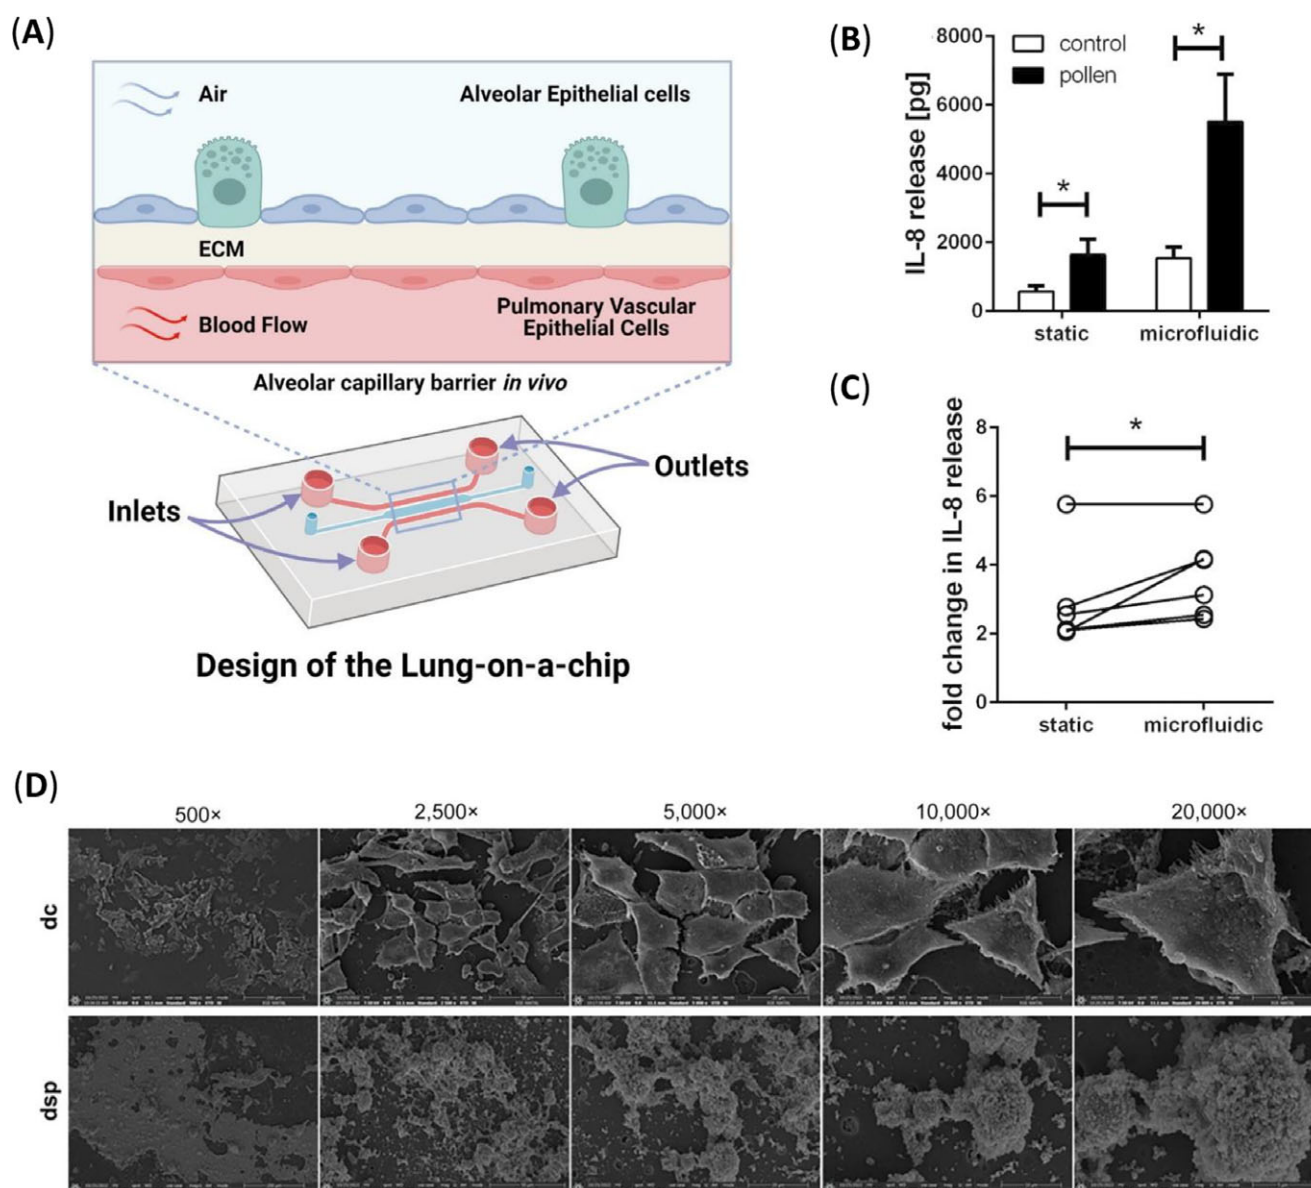 (A)
Air
Alveolar Epithelial cells
ECM
Blood Flow
Pulmonary Vascular
Epithelial Cells
Alveolar capillary barrier in vivo
Inlets
Outlets
Design of the Lung-on-a-chip
(B)
IL-8 release [pg]
8000
6000
4000
2000
0
control
pollen
*
*
static
microfluidic
(C)
fold change in IL-8 release
8
6
4
2
0
*
static
microfluidic
(D)
500×
2,500×
5,000×
10,000×
20,000×
dc
dsp